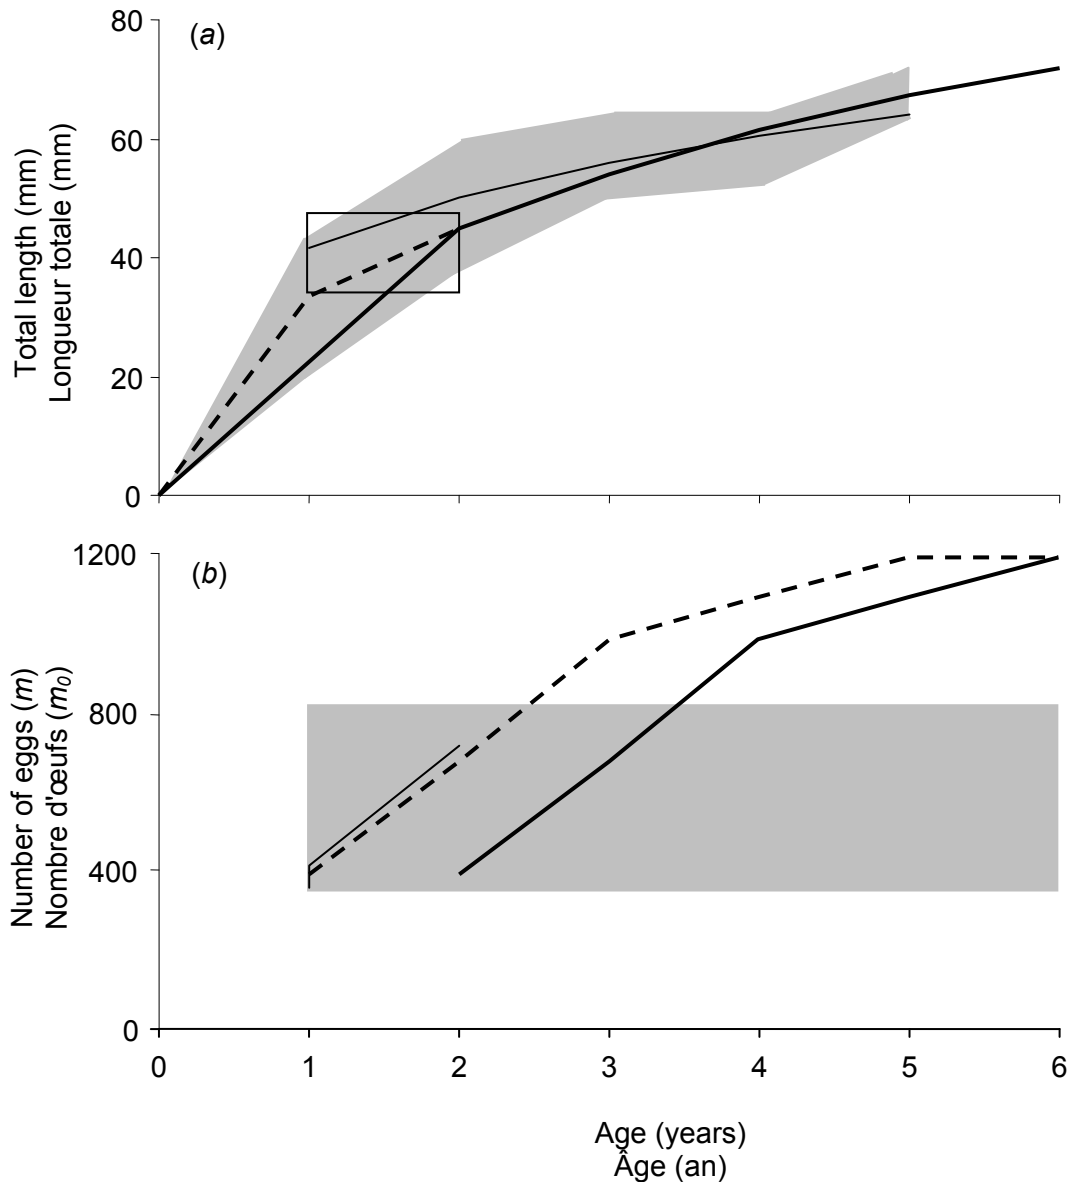 (a)
Total length (mm)
Longueur totale (mm)
80
60
40
20
0
(b)
Number of eggs (m)
Nombre d'œufs (m₀)
1200
800
400
0
0 1 2 3 4 5 6
Age (years)
Âge (an)